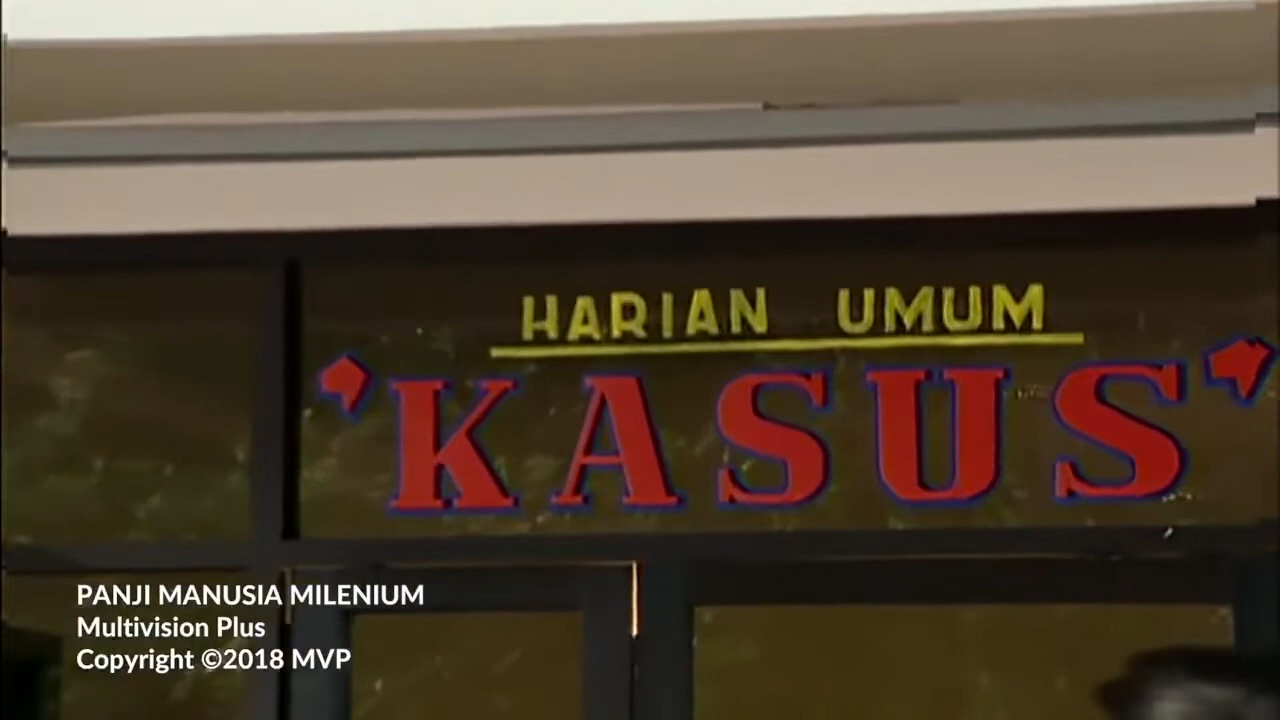 HARIAN UMUM
'KASUS'
PANJI MANUSIA MILENIUM
Multivision Plus
Copyright ©2018 MVP